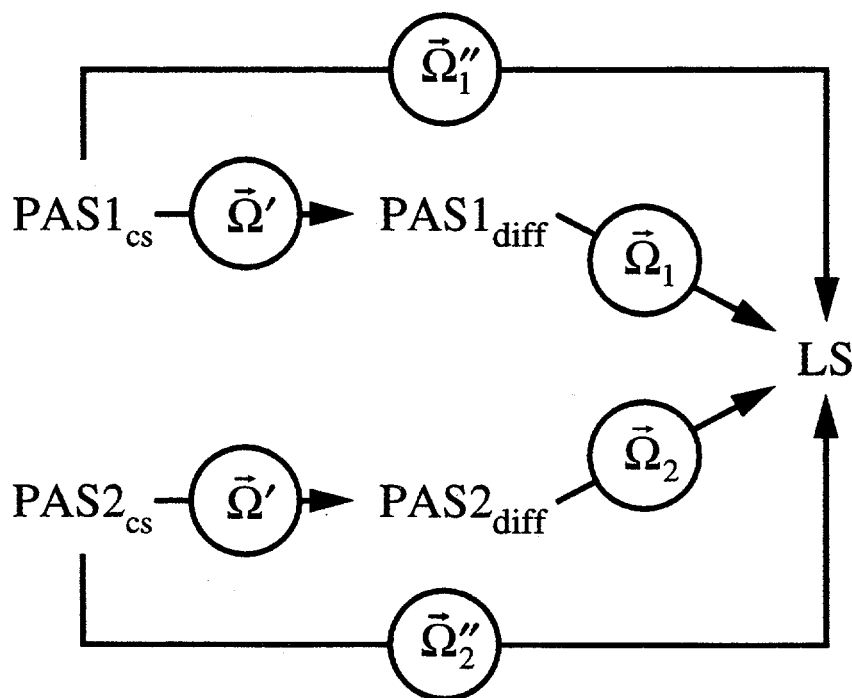 Ω⃗″₁
PAS1cs Ω⃗′ PAS1diff Ω⃗₁
LS
PAS2cs Ω⃗′ PAS2diff Ω⃗₂
Ω⃗″₂